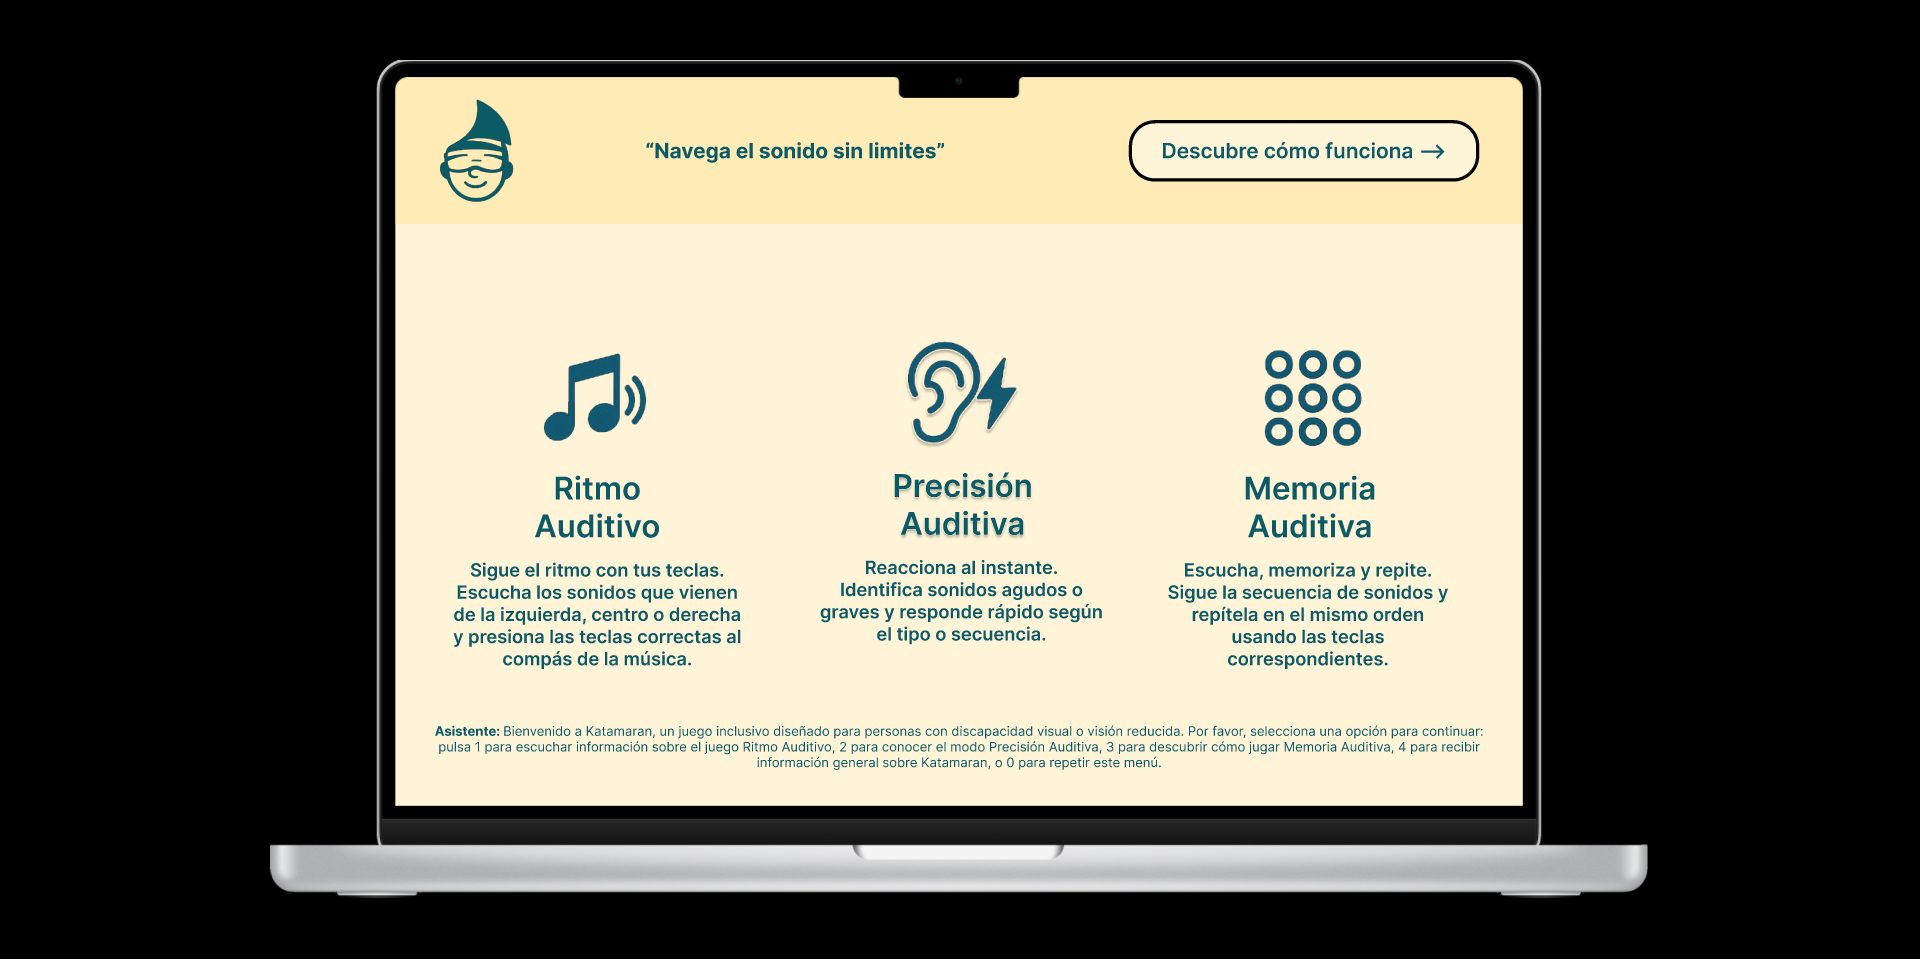 “Navega el sonido sin limites”
Descubre cómo funciona →
Ritmo
Auditivo
Sigue el ritmo con tus teclas.
Escucha los sonidos que vienen
de la izquierda, centro o derecha
y presiona las teclas correctas al
compás de la música.
Precisión
Auditiva
Reacciona al instante.
Identifica sonidos agudos o
graves y responde rápido según
el tipo o secuencia.
Memoria
Auditiva
Escucha, memoriza y repite.
Sigue la secuencia de sonidos y
repítela en el mismo orden
usando las teclas
correspondientes.
Asistente: Bienvenido a Katamaran, un juego inclusivo diseñado para personas con discapacidad visual o visión reducida. Por favor, selecciona una opción para continuar:
pulsa 1 para escuchar información sobre el juego Ritmo Auditivo, 2 para conocer el modo Precisión Auditiva, 3 para descubrir cómo jugar Memoria Auditiva, 4 para recibir
información general sobre Katamaran, o 0 para repetir este menú.